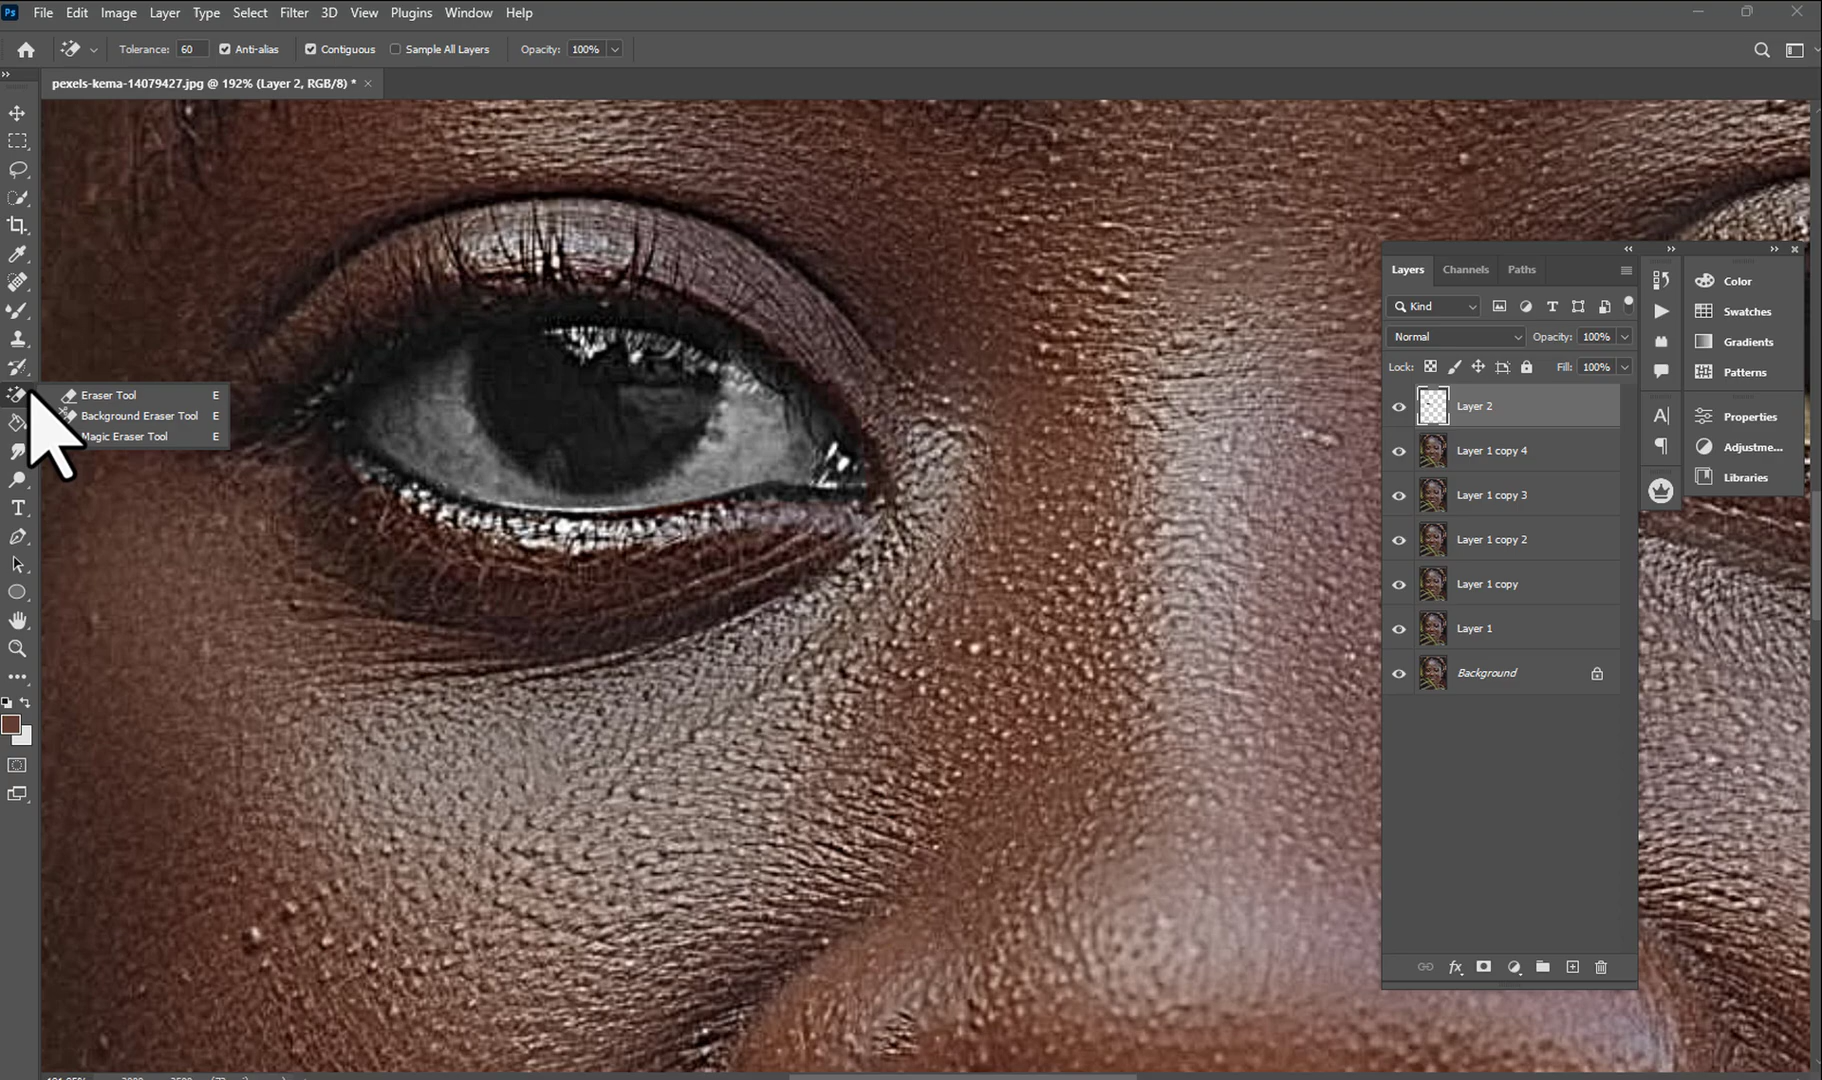 Ps File Edit Image Layer Type Select Filter 3D View Plugins Window Help
Tolerance: 60 Anti-alias Contiguous Sample All Layers Opacity: 100%
pexels-kema-14079427.jpg @ 192% (Layer 2, RGB/8) *
Eraser Tool E
Background Eraser Tool E
Magic Eraser Tool E
Layers Channels Paths
Kind
Normal Opacity: 100%
Lock: Fill: 100%
Layer 2
Layer 1 copy 4
Layer 1 copy 3
Layer 1 copy 2
Layer 1 copy
Layer 1
Background
Color
Swatches
Gradients
Patterns
Properties
Adjustme...
Libraries